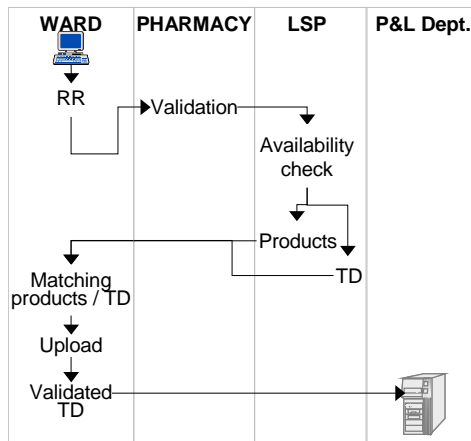 WARD PHARMACY LSP P&L Dept.
RR
Validation
Availability
check
Products
TD
Matching
products / TD
Upload
Validated
TD